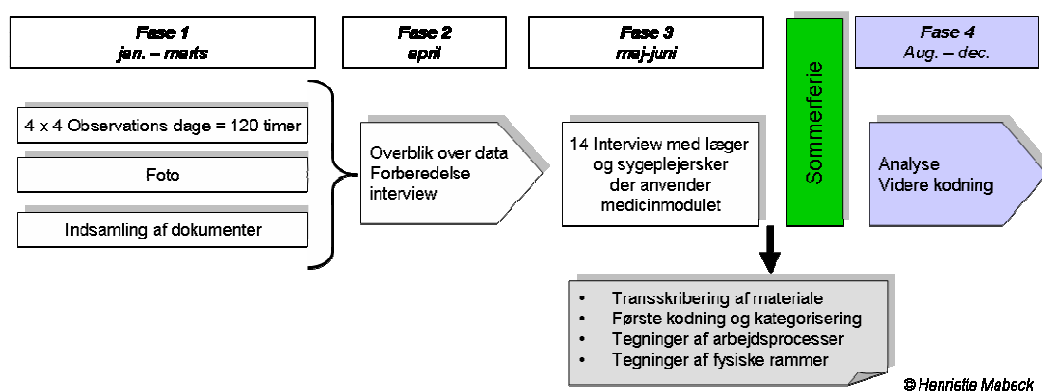 Fase 1
jan. – marts
Fase 2
april
Fase 3
maj-juni
Fase 4
Aug. – dec.
4 x 4 Observations dage = 120 timer
Foto
Indsamling af dokumenter
Overblik over data
Forberedelse
interview
14 Interview med læger
og sygeplejersker
der anvender
medicinmodulet
Sommerferie
Analyse
Videre kodning
• Transskribering af materiale
• Første kodning og kategorisering
• Tegninger af arbejdsprocesser
• Tegninger af fysiske rammer
© Henriette Mabeck